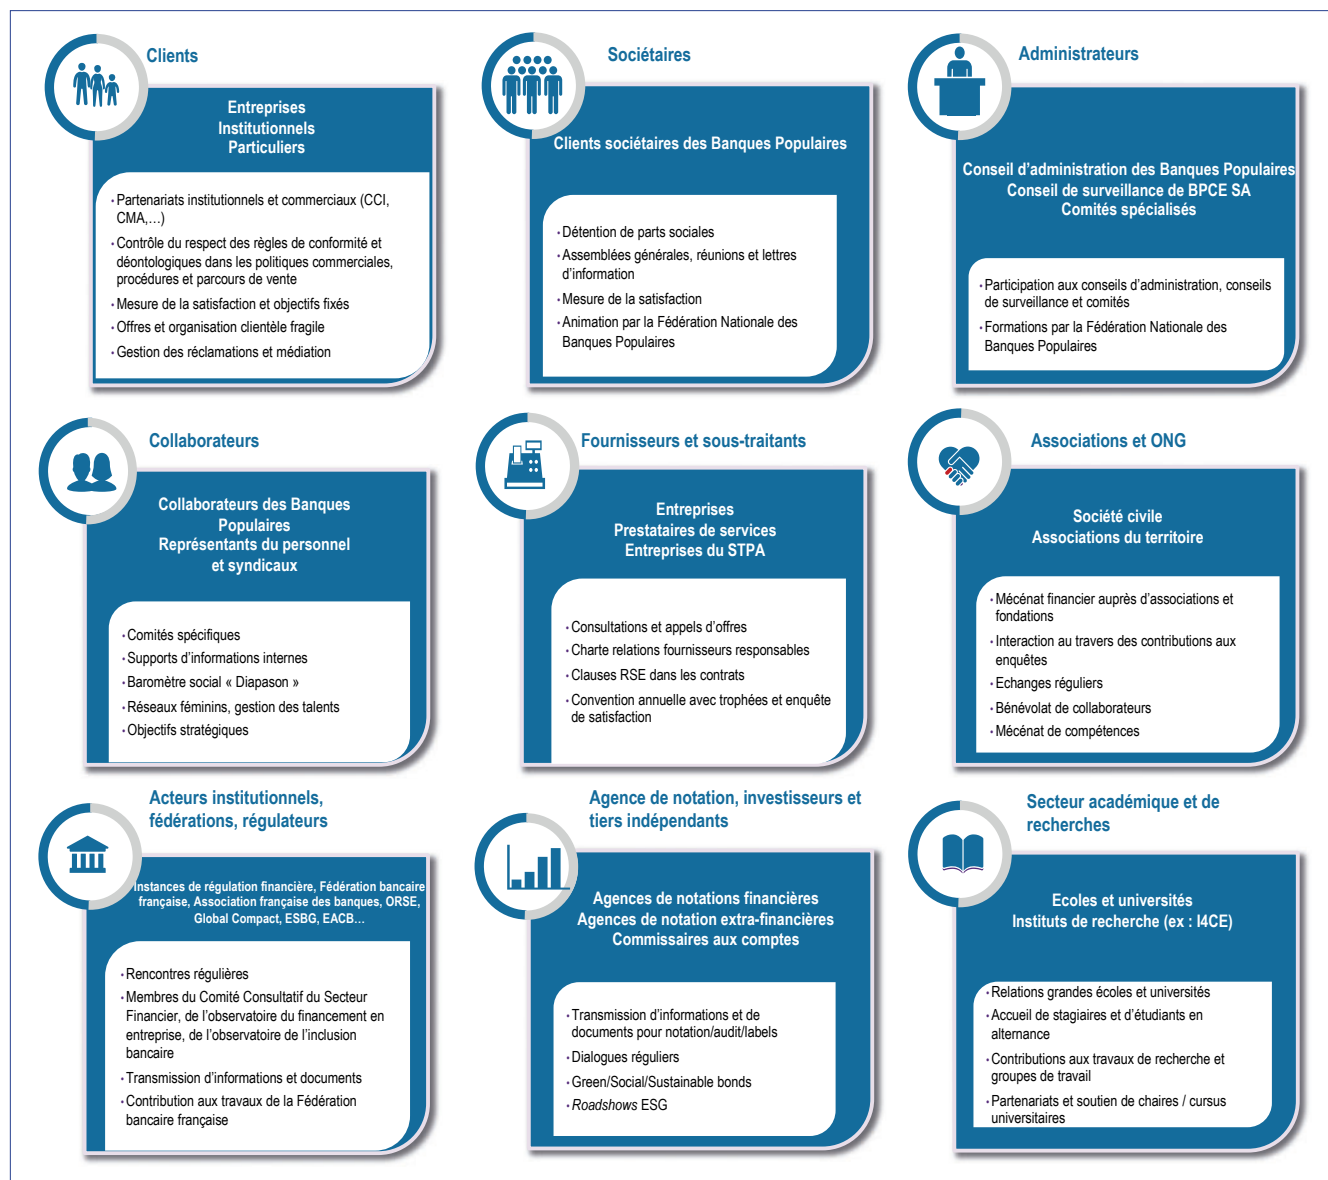 Clients
Entreprises
Institutionnels
Particuliers
• Partenariats institutionnels et commerciaux (CCI,
CMA,…)
• Contrôle du respect des règles de conformité et
déontologiques dans les politiques commerciales,
procédures et parcours de vente
• Mesure de la satisfaction et objectifs fixés
• Offres et organisation clientèle fragile
• Gestion des réclamations et médiation
Sociétaires
Clients sociétaires des Banques Populaires
• Détention de parts sociales
• Assemblées générales, réunions et lettres
d’information
• Mesure de la satisfaction
• Animation par la Fédération Nationale des
Banques Populaires
Administrateurs
Conseil d’administration des Banques Populaires
Conseil de surveillance de BPCE SA
Comités spécialisés
• Participation aux conseils d’administration, conseils
de surveillance et comités
• Formations par la Fédération Nationale des
Banques Populaires
Collaborateurs
Collaborateurs des Banques
Populaires
Représentants du personnel
et syndicaux
• Comités spécifiques
• Supports d’informations internes
• Baromètre social « Diapason »
• Réseaux féminins, gestion des talents
• Objectifs stratégiques
Fournisseurs et sous-traitants
Entreprises
Prestataires de services
Entreprises du STPA
• Consultations et appels d’offres
• Charte relations fournisseurs responsables
• Clauses RSE dans les contrats
• Convention annuelle avec trophées et enquête
de satisfaction
Associations et ONG
Société civile
Associations du territoire
• Mécénat financier auprès d’associations et
fondations
• Interaction au travers des contributions aux
enquêtes
• Echanges réguliers
• Bénévolat de collaborateurs
• Mécénat de compétences
Acteurs institutionnels,
fédérations, régulateurs
Instances de régulation financière, Fédération bancaire
française, Association française des banques, ORSE,
Global Compact, ESBG, EACB…
• Rencontres régulières
• Membres du Comité Consultatif du Secteur
Financier, de l’observatoire du financement en
entreprise, de l’observatoire de l’inclusion
bancaire
• Transmission d’informations et documents
• Contribution aux travaux de la Fédération
bancaire française
Agence de notation, investisseurs et
tiers indépendants
Agences de notations financières
Agences de notation extra-financières
Commissaires aux comptes
• Transmission d’informations et de
documents pour notation/audit/labels
• Dialogues réguliers
• Green/Social/Sustainable bonds
• Roadshows ESG
Secteur académique et de
recherches
Ecoles et universités
Instituts de recherche (ex : I4CE)
• Relations grandes écoles et universités
• Accueil de stagiaires et d’étudiants en
alternance
• Contributions aux travaux de recherche et
groupes de travail
• Partenariats et soutien de chaires / cursus
universitaires